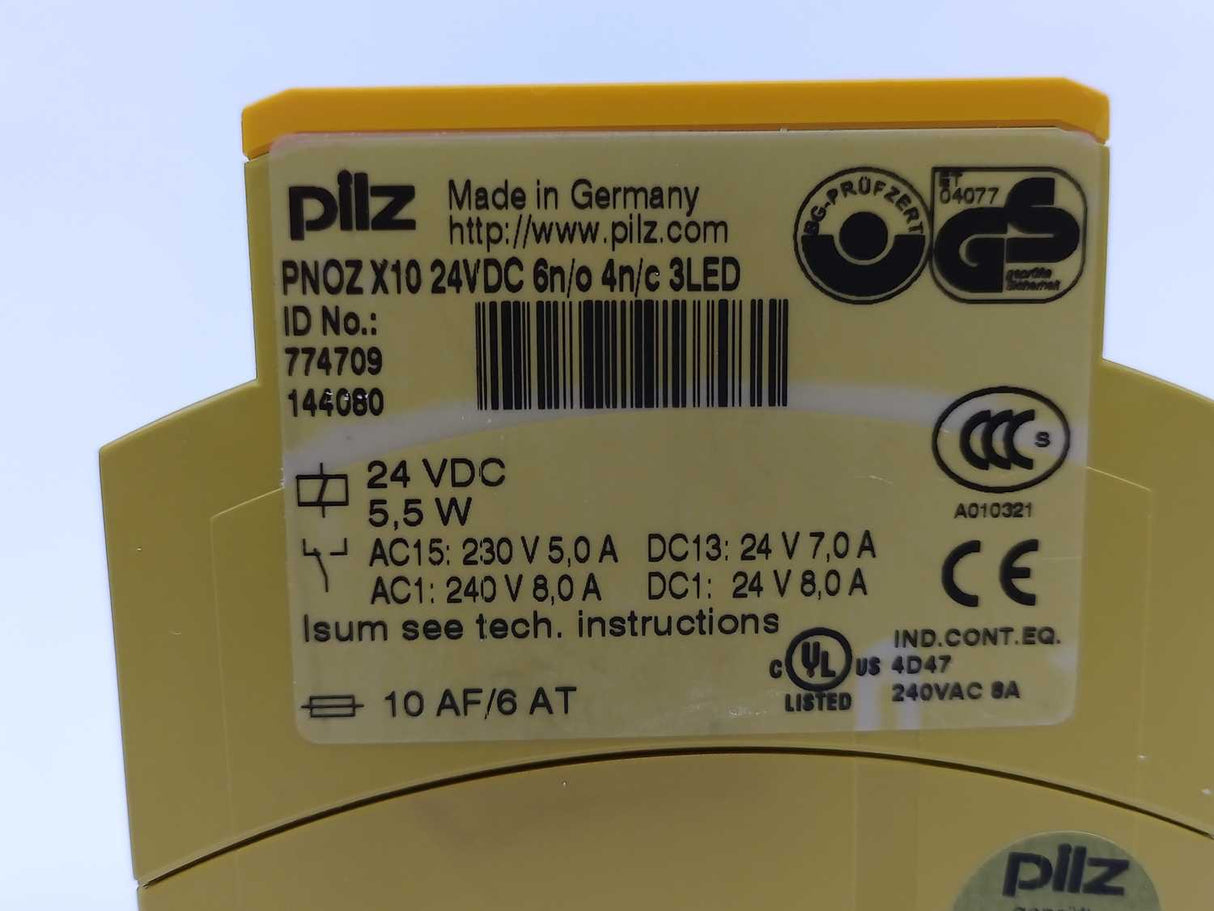 pilz
Made in Germany
http://www.pilz.com
PNOZ X10 24VDC 6n/o 4n/c 3LED
ID No.:
774709
144080
BG-PRÜFZERT
ET
04077
GS
geprüfte
Sicherheit
CCC S
A010321
24 VDC
5,5 W
AC15: 230 V 5,0 A DC13: 24 V 7,0 A
AC1: 240 V 8,0 A DC1: 24 V 8,0 A
CE
Isum see tech. instructions
C UL US
LISTED
IND.CONT.EQ.
4D47
240VAC 8A
10 AF/6 AT
pilz